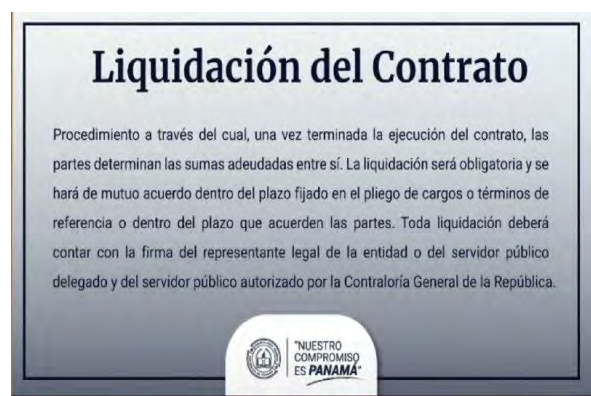 Liquidación del Contrato
Procedimiento a través del cual, una vez terminada la ejecución del contrato, las
partes determinan las sumas adeudadas entre sí. La liquidación será obligatoria y se
hará de mutuo acuerdo dentro del plazo fijado en el pliego de cargos o términos de
referencia o dentro del plazo que acuerden las partes. Toda liquidación deberá
contar con la firma del representante legal de la entidad o del servidor público
delegado y del servidor público autorizado por la Contraloría General de la República.
"NUESTRO
COMPROMISO
ES PANAMÁ"